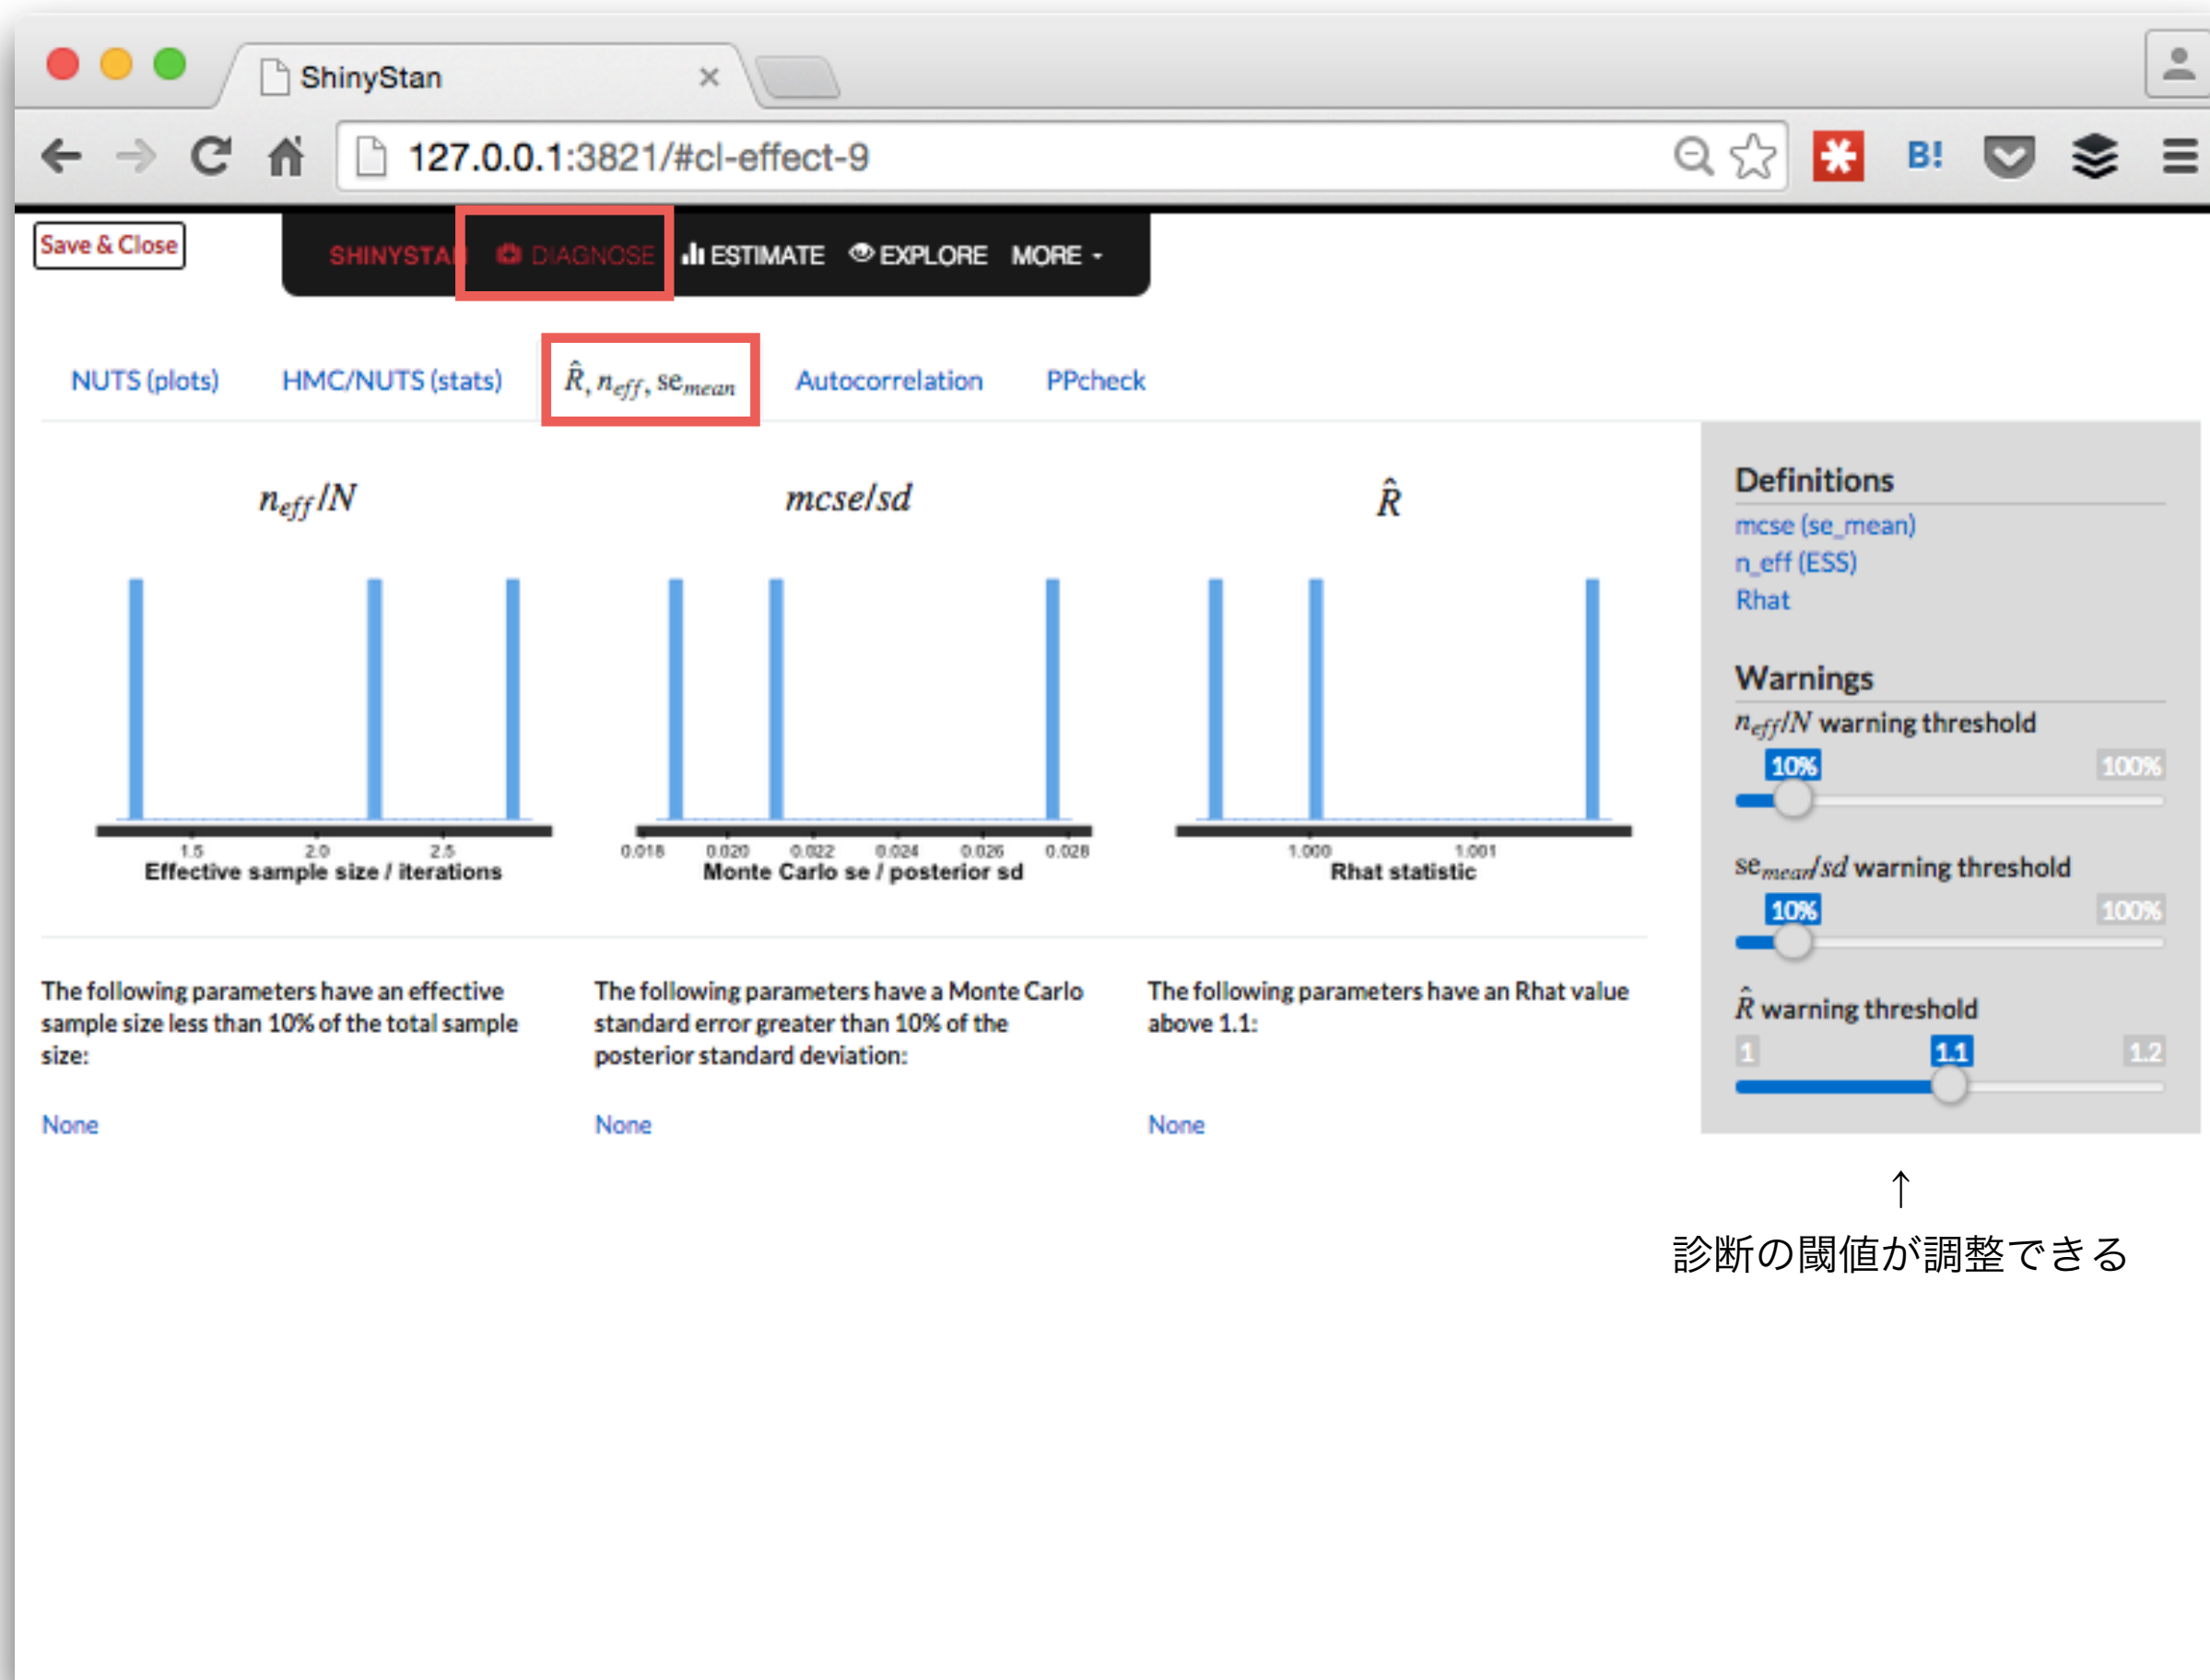 ShinyStan
127.0.0.1:3821/#cl-effect-9
B!
Save & Close
SHINYSTAN DIAGNOSE ESTIMATE EXPLORE MORE
NUTS (plots) HMC/NUTS (stats) R̂, n_eff, se_mean Autocorrelation PPcheck
n_eff/N mcse/sd R̂
1.5 2.0 2.5
Effective sample size / iterations
0.018 0.020 0.022 0.024 0.026 0.028
Monte Carlo se / posterior sd
1.000 1.001
Rhat statistic
The following parameters have an effective
sample size less than 10% of the total sample
size:
None
The following parameters have a Monte Carlo
standard error greater than 10% of the
posterior standard deviation:
None
The following parameters have an Rhat value
above 1.1:
None
Definitions
mcse (se_mean)
n_eff (ESS)
Rhat
Warnings
n_eff/N warning threshold
10% 100%
se_mean/sd warning threshold
10% 100%
R̂ warning threshold
1 1.1 1.2
↑
診断の閾値が調整できる